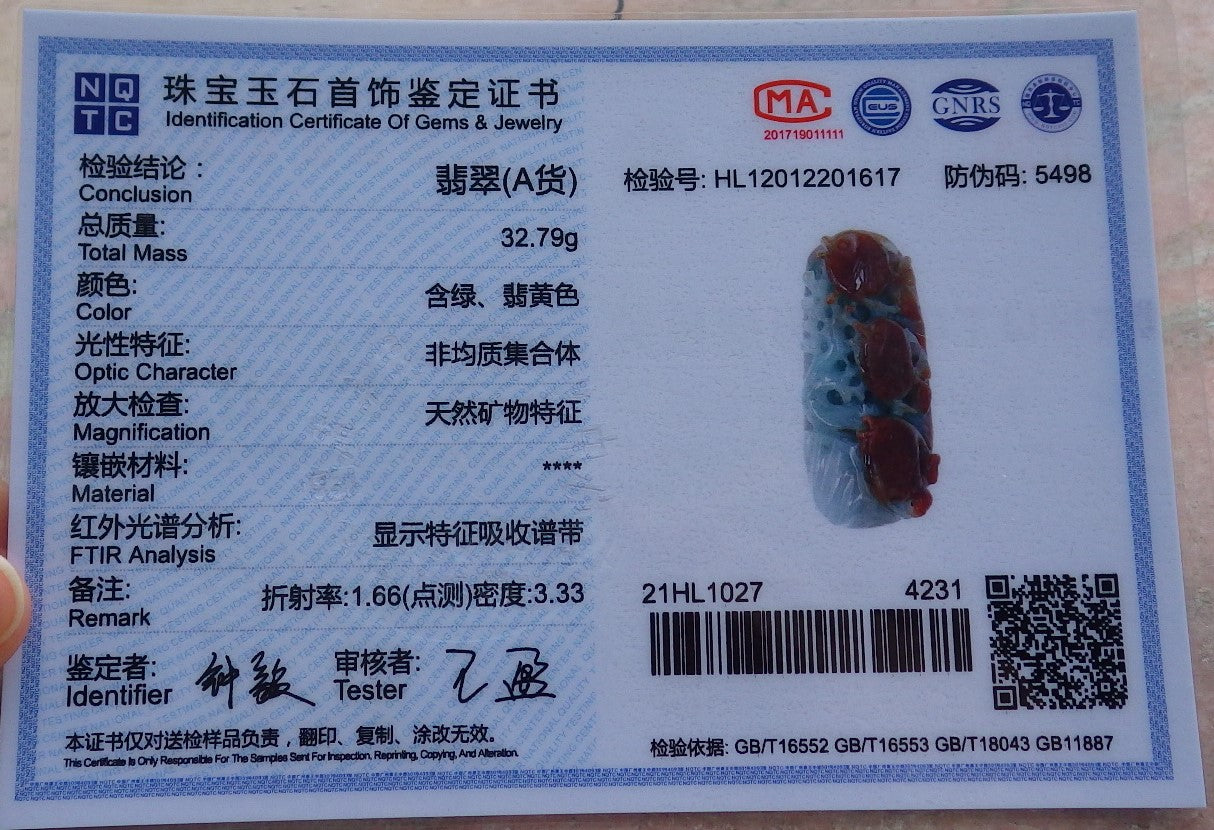 NQ
TC
珠宝玉石首饰鉴定证书
Identification Certificate Of Gems & Jewelry
MA
201719011111
CUS
GNRS
检验结论：
Conclusion
翡翠(A货)
检验号: HL12012201617
防伪码: 5498
总质量:
Total Mass
32.79g
颜色:
Color
含绿、翡黄色
光性特征:
Optic Character
非均质集合体
放大检查:
Magnification
天然矿物特征
镶嵌材料:
Material
****
红外光谱分析:
FTIR Analysis
显示特征吸收谱带
备注:
Remark
折射率:1.66(点测)密度:3.33
21HL1027
4231
鉴定者:
Identifier
审核者:
Tester
本证书仅对送检样品负责，翻印、复制、涂改无效。
This Certificate Is Only Responsible For The Samples Sent For Inspection, Reprinting, Copying, And Alteration.
检验依据: GB/T16552 GB/T16553 GB/T18043 GB11887